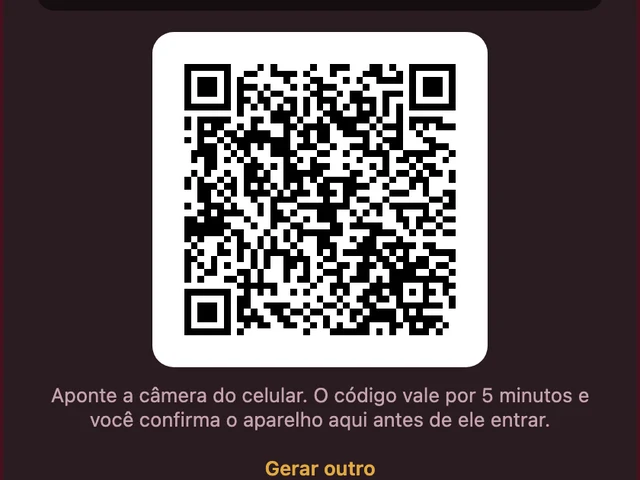 Aponte a câmera do celular. O código vale por 5 minutos e
você confirma o aparelho aqui antes de ele entrar.
Gerar outro